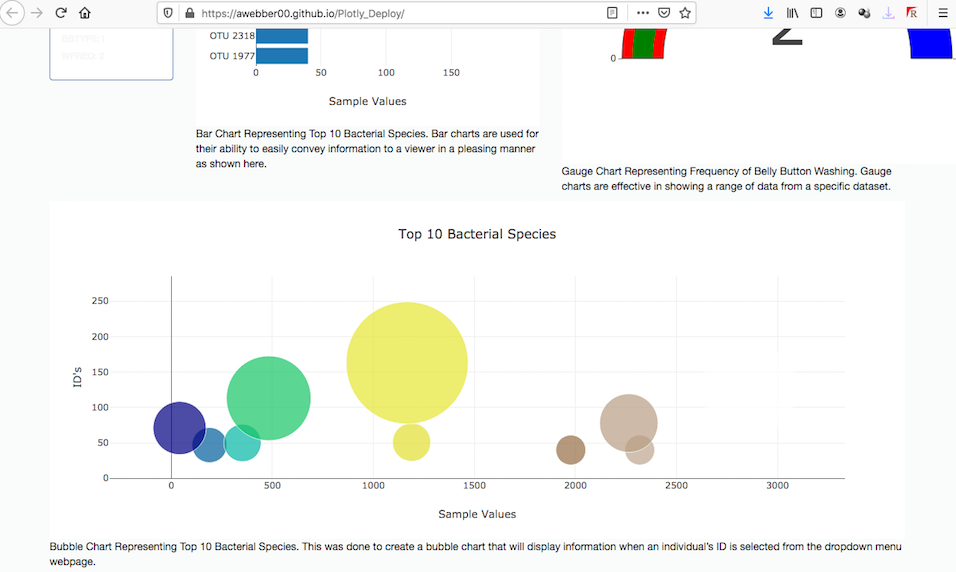 https://awebber00.github.io/Plotly_Deploy/
BBTYPE: I
WFREQ: 2
OTU 2318
OTU 1977
0 50 100 150
Sample Values
Bar Chart Representing Top 10 Bacterial Species. Bar charts are used for
their ability to easily convey information to a viewer in a pleasing manner
as shown here.
0
2
Gauge Chart Representing Frequency of Belly Button Washing. Gauge
charts are effective in showing a range of data from a specific dataset.
Top 10 Bacterial Species
250
200
150
100
50
0
ID's
0 500 1000 1500 2000 2500 3000
Sample Values
Bubble Chart Representing Top 10 Bacterial Species. This was done to create a bubble chart that will display information when an individual's ID is selected from the dropdown menu
webpage.